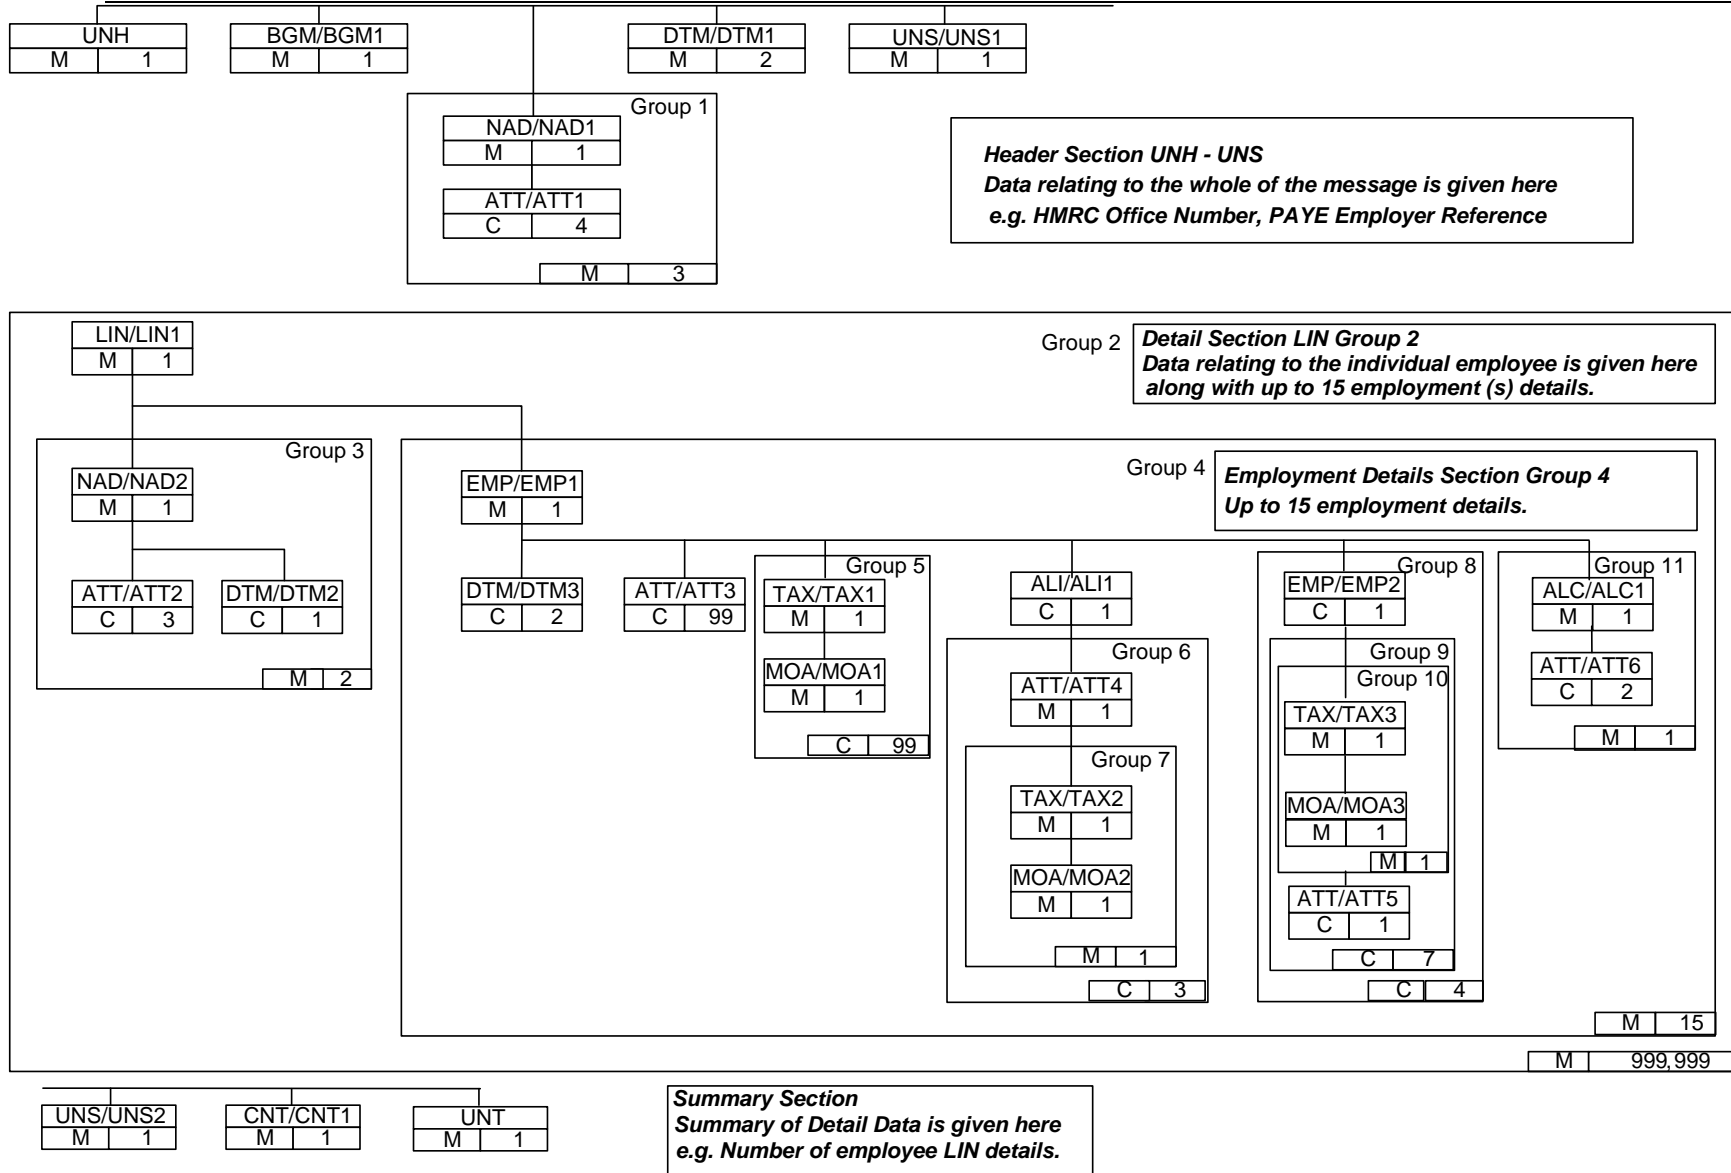 UNH
M 1
BGM/BGM1
M 1
DTM/DTM1
M 2
UNS/UNS1
M 1
Group 1
NAD/NAD1
M 1
ATT/ATT1
C 4
M 3
Header Section UNH - UNS
Data relating to the whole of the message is given here
e.g. HMRC Office Number, PAYE Employer Reference
LIN/LIN1
M 1
Group 2
Detail Section LIN Group 2
Data relating to the individual employee is given here
along with up to 15 employment (s) details.
Group 3
NAD/NAD2
M 1
ATT/ATT2
C 3
DTM/DTM2
C 1
M 2
Group 4
Employment Details Section Group 4
Up to 15 employment details.
EMP/EMP1
M 1
DTM/DTM3
C 2
ATT/ATT3
C 99
Group 5
TAX/TAX1
M 1
MOA/MOA1
M 1
C 99
ALI/ALI1
C 1
Group 6
ATT/ATT4
M 1
Group 7
TAX/TAX2
M 1
MOA/MOA2
M 1
M 1
C 3
Group 8
EMP/EMP2
C 1
Group 9
Group 10
TAX/TAX3
M 1
MOA/MOA3
M 1
M 1
ATT/ATT5
C 1
C 7
C 4
Group 11
ALC/ALC1
M 1
ATT/ATT6
C 2
M 1
M 15
M 999,999
UNS/UNS2
M 1
CNT/CNT1
M 1
UNT
M 1
Summary Section
Summary of Detail Data is given here
e.g. Number of employee LIN details.